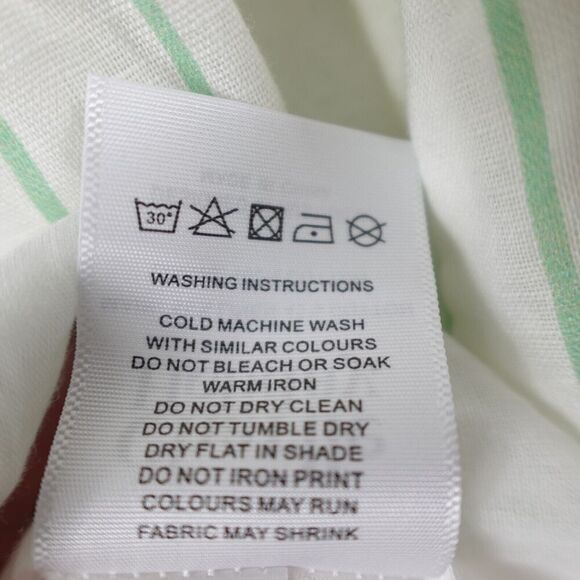 30°
WASHING INSTRUCTIONS
COLD MACHINE WASH
WITH SIMILAR COLOURS
DO NOT BLEACH OR SOAK
WARM IRON
DO NOT DRY CLEAN
DO NOT TUMBLE DRY
DRY FLAT IN SHADE
DO NOT IRON PRINT
COLOURS MAY RUN
FABRIC MAY SHRINK